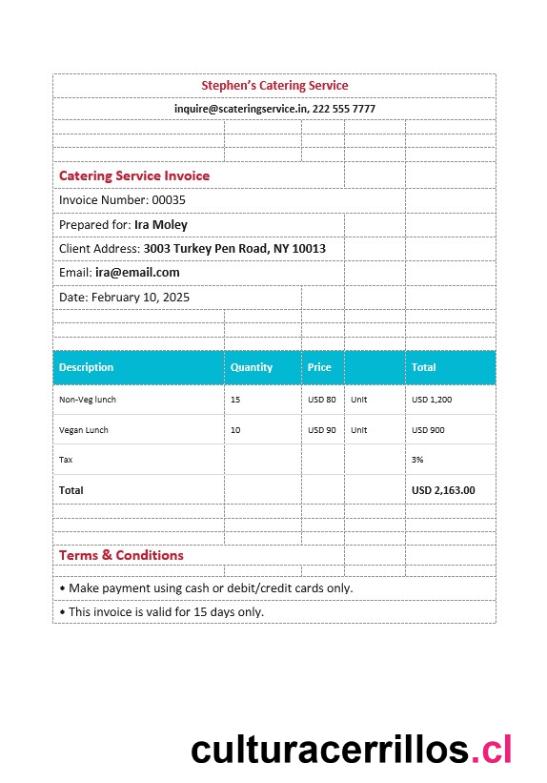 Stephen's Catering Service
inquire@scateringservice.in, 222 555 7777
Catering Service Invoice
Invoice Number: 00035
Prepared for: Ira Moley
Client Address: 3003 Turkey Pen Road, NY 10013
Email: ira@email.com
Date: February 10, 2025
Description Quantity Price Total
Non-Veg lunch 15 USD 80 Unit USD 1,200
Vegan Lunch 10 USD 90 Unit USD 900
Tax 3%
Total USD 2,163.00
Terms & Conditions
• Make payment using cash or debit/credit cards only.
• This invoice is valid for 15 days only.
culturacerrillos.cl